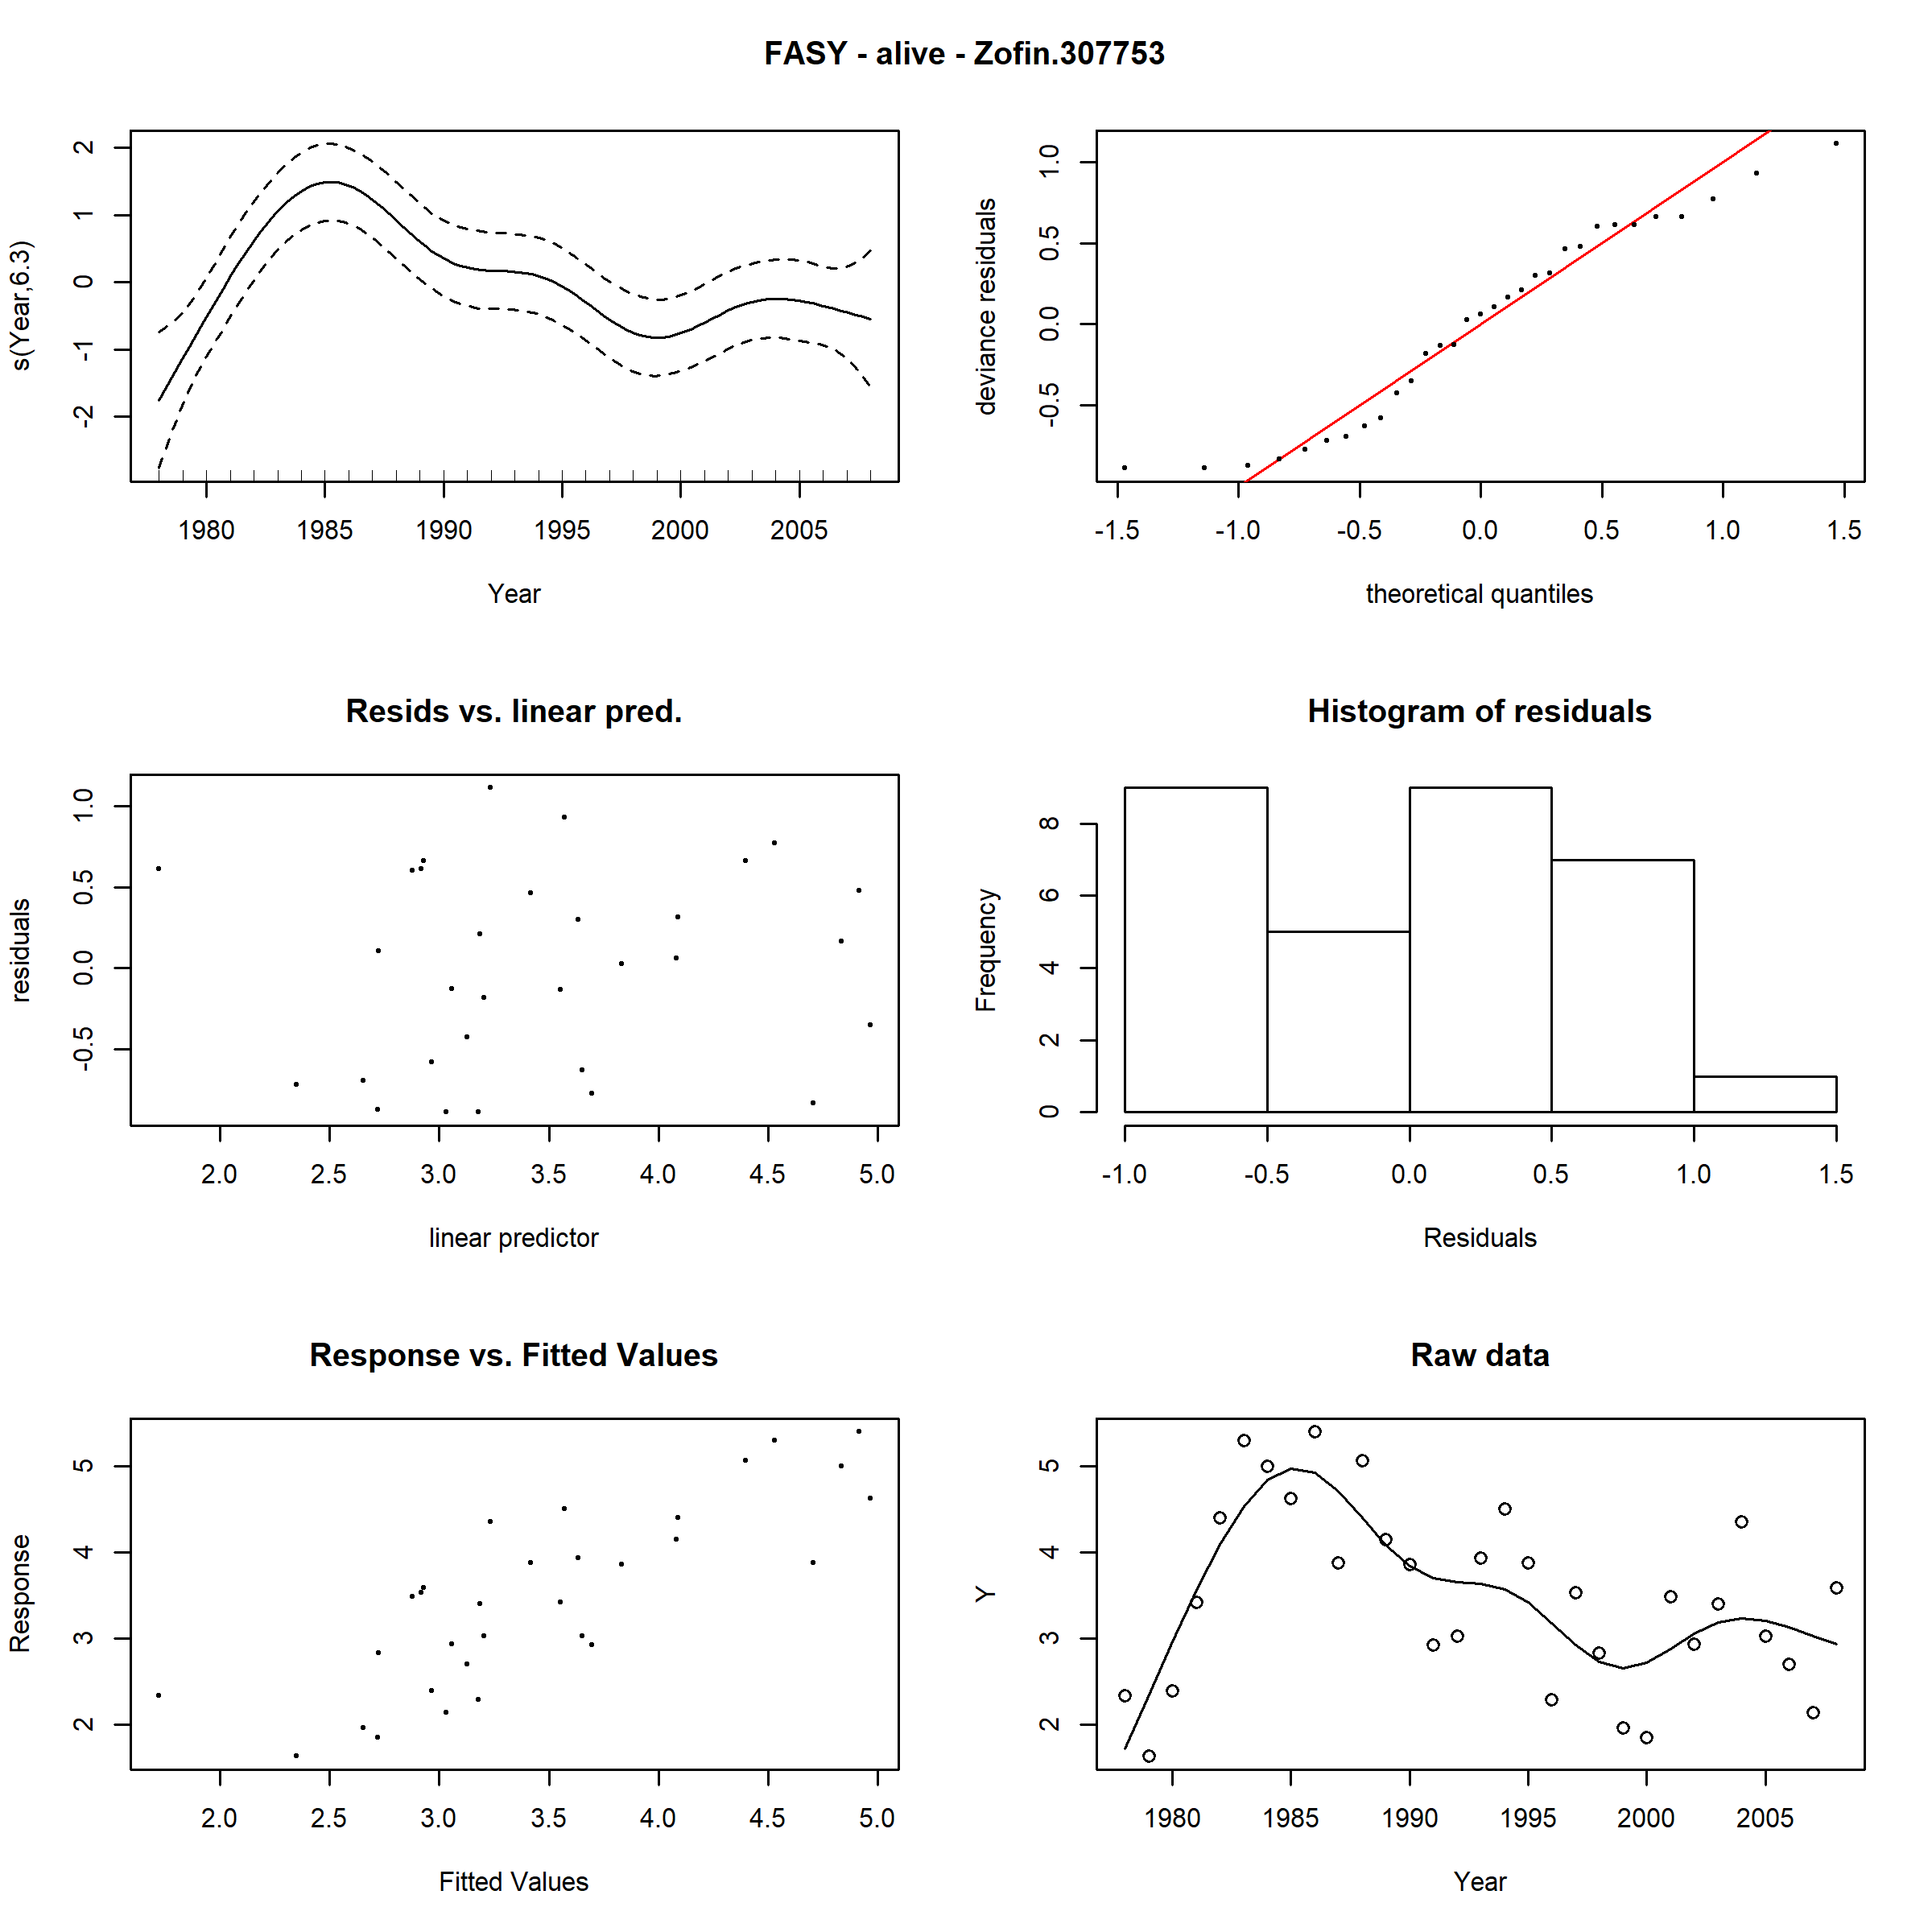 FASY - alive - Zofin.307753
s(Year,6.3)
2
1
0
-1
-2
1980 1985 1990 1995 2000 2005
Year
deviance residuals
1.0
0.5
0.0
-0.5
-1.5 -1.0 -0.5 0.0 0.5 1.0 1.5
theoretical quantiles
Resids vs. linear pred.
residuals
1.0
0.5
0.0
-0.5
2.0 2.5 3.0 3.5 4.0 4.5 5.0
linear predictor
Histogram of residuals
Frequency
8
6
4
2
0
-1.0 -0.5 0.0 0.5 1.0 1.5
Residuals
Response vs. Fitted Values
Response
5
4
3
2
2.0 2.5 3.0 3.5 4.0 4.5 5.0
Fitted Values
Raw data
Y
5
4
3
2
1980 1985 1990 1995 2000 2005
Year